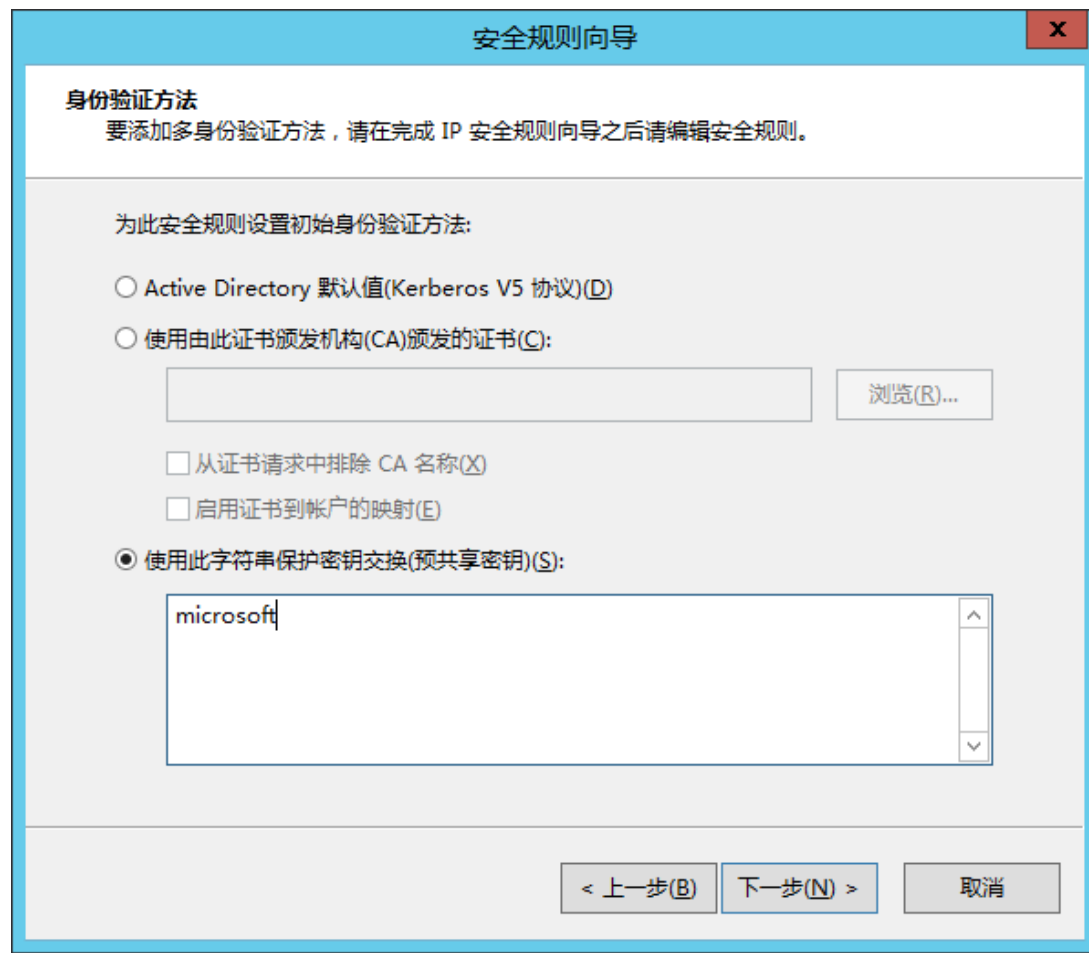 安全规则向导
x
身份验证方法
要添加多身份验证方法，请在完成 IP 安全规则向导之后请编辑安全规则。
为此安全规则设置初始身份验证方法:
Active Directory 默认值(Kerberos V5 协议)(D)
使用由此证书颁发机构(CA)颁发的证书(C):
浏览(R)...
从证书请求中排除 CA 名称(X)
启用证书到帐户的映射(E)
使用此字符串保护密钥交换(预共享密钥)(S):
microsoft
< 上一步(B) 下一步(N) > 取消